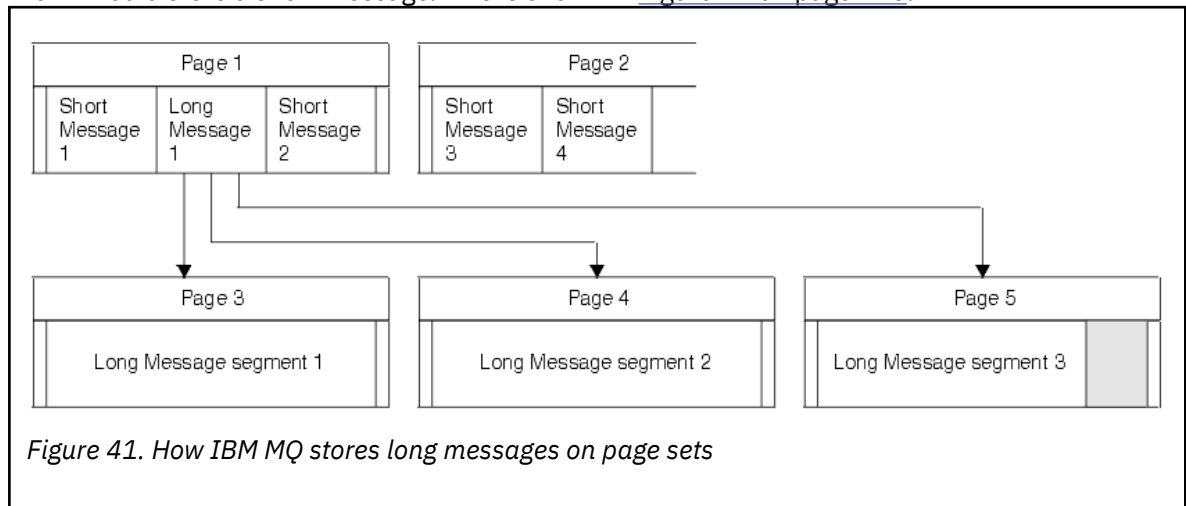 Page 1
Page 2
Short Message 1
Long Message 1
Short Message 2
Short Message 3
Short Message 4
Page 3
Page 4
Page 5
Long Message segment 1
Long Message segment 2
Long Message segment 3
Figure 41. How IBM MQ stores long messages on page sets